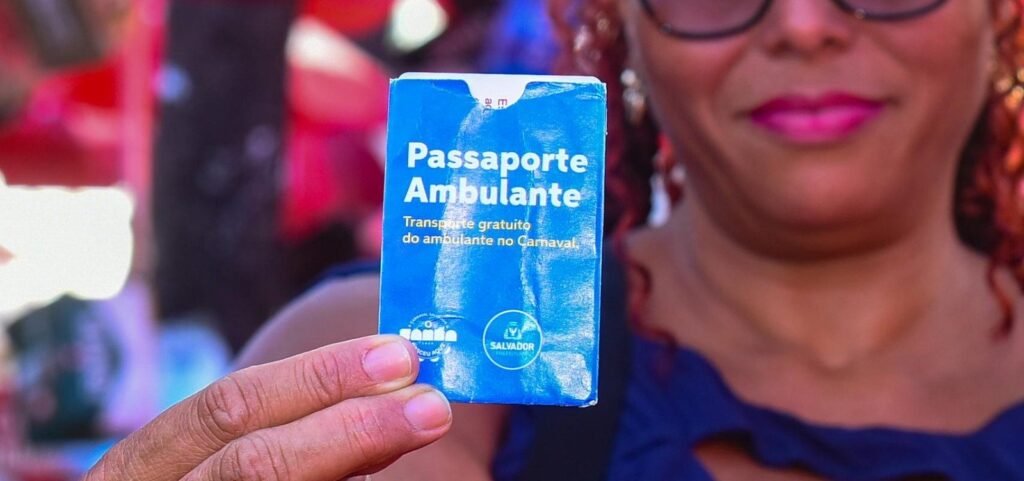 Passaporte
Ambulante
Transporte gratuito
do ambulante no Carnaval.
SALVADOR